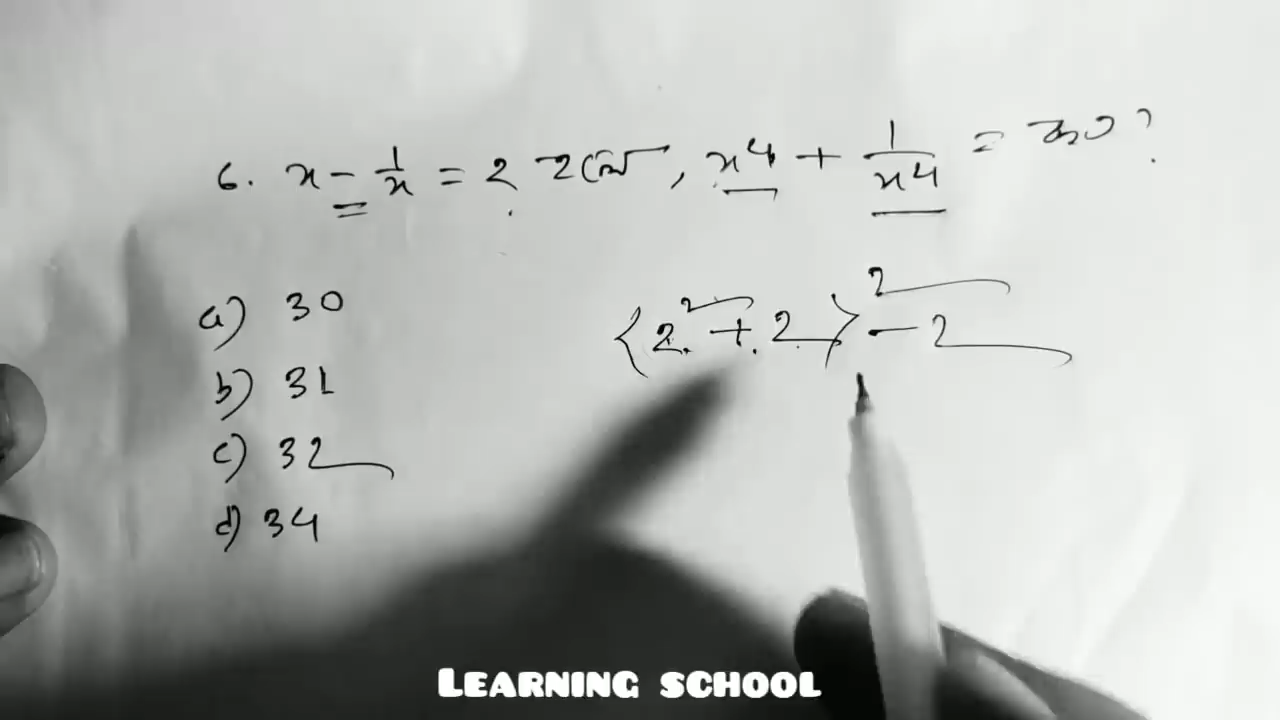 6. x - 1/x = 2 হলে, x⁴ + 1/x⁴ = কত?
a) 30
b) 31
c) 32
d) 34
{2² + 2}² - 2
LEARNING SCHOOL